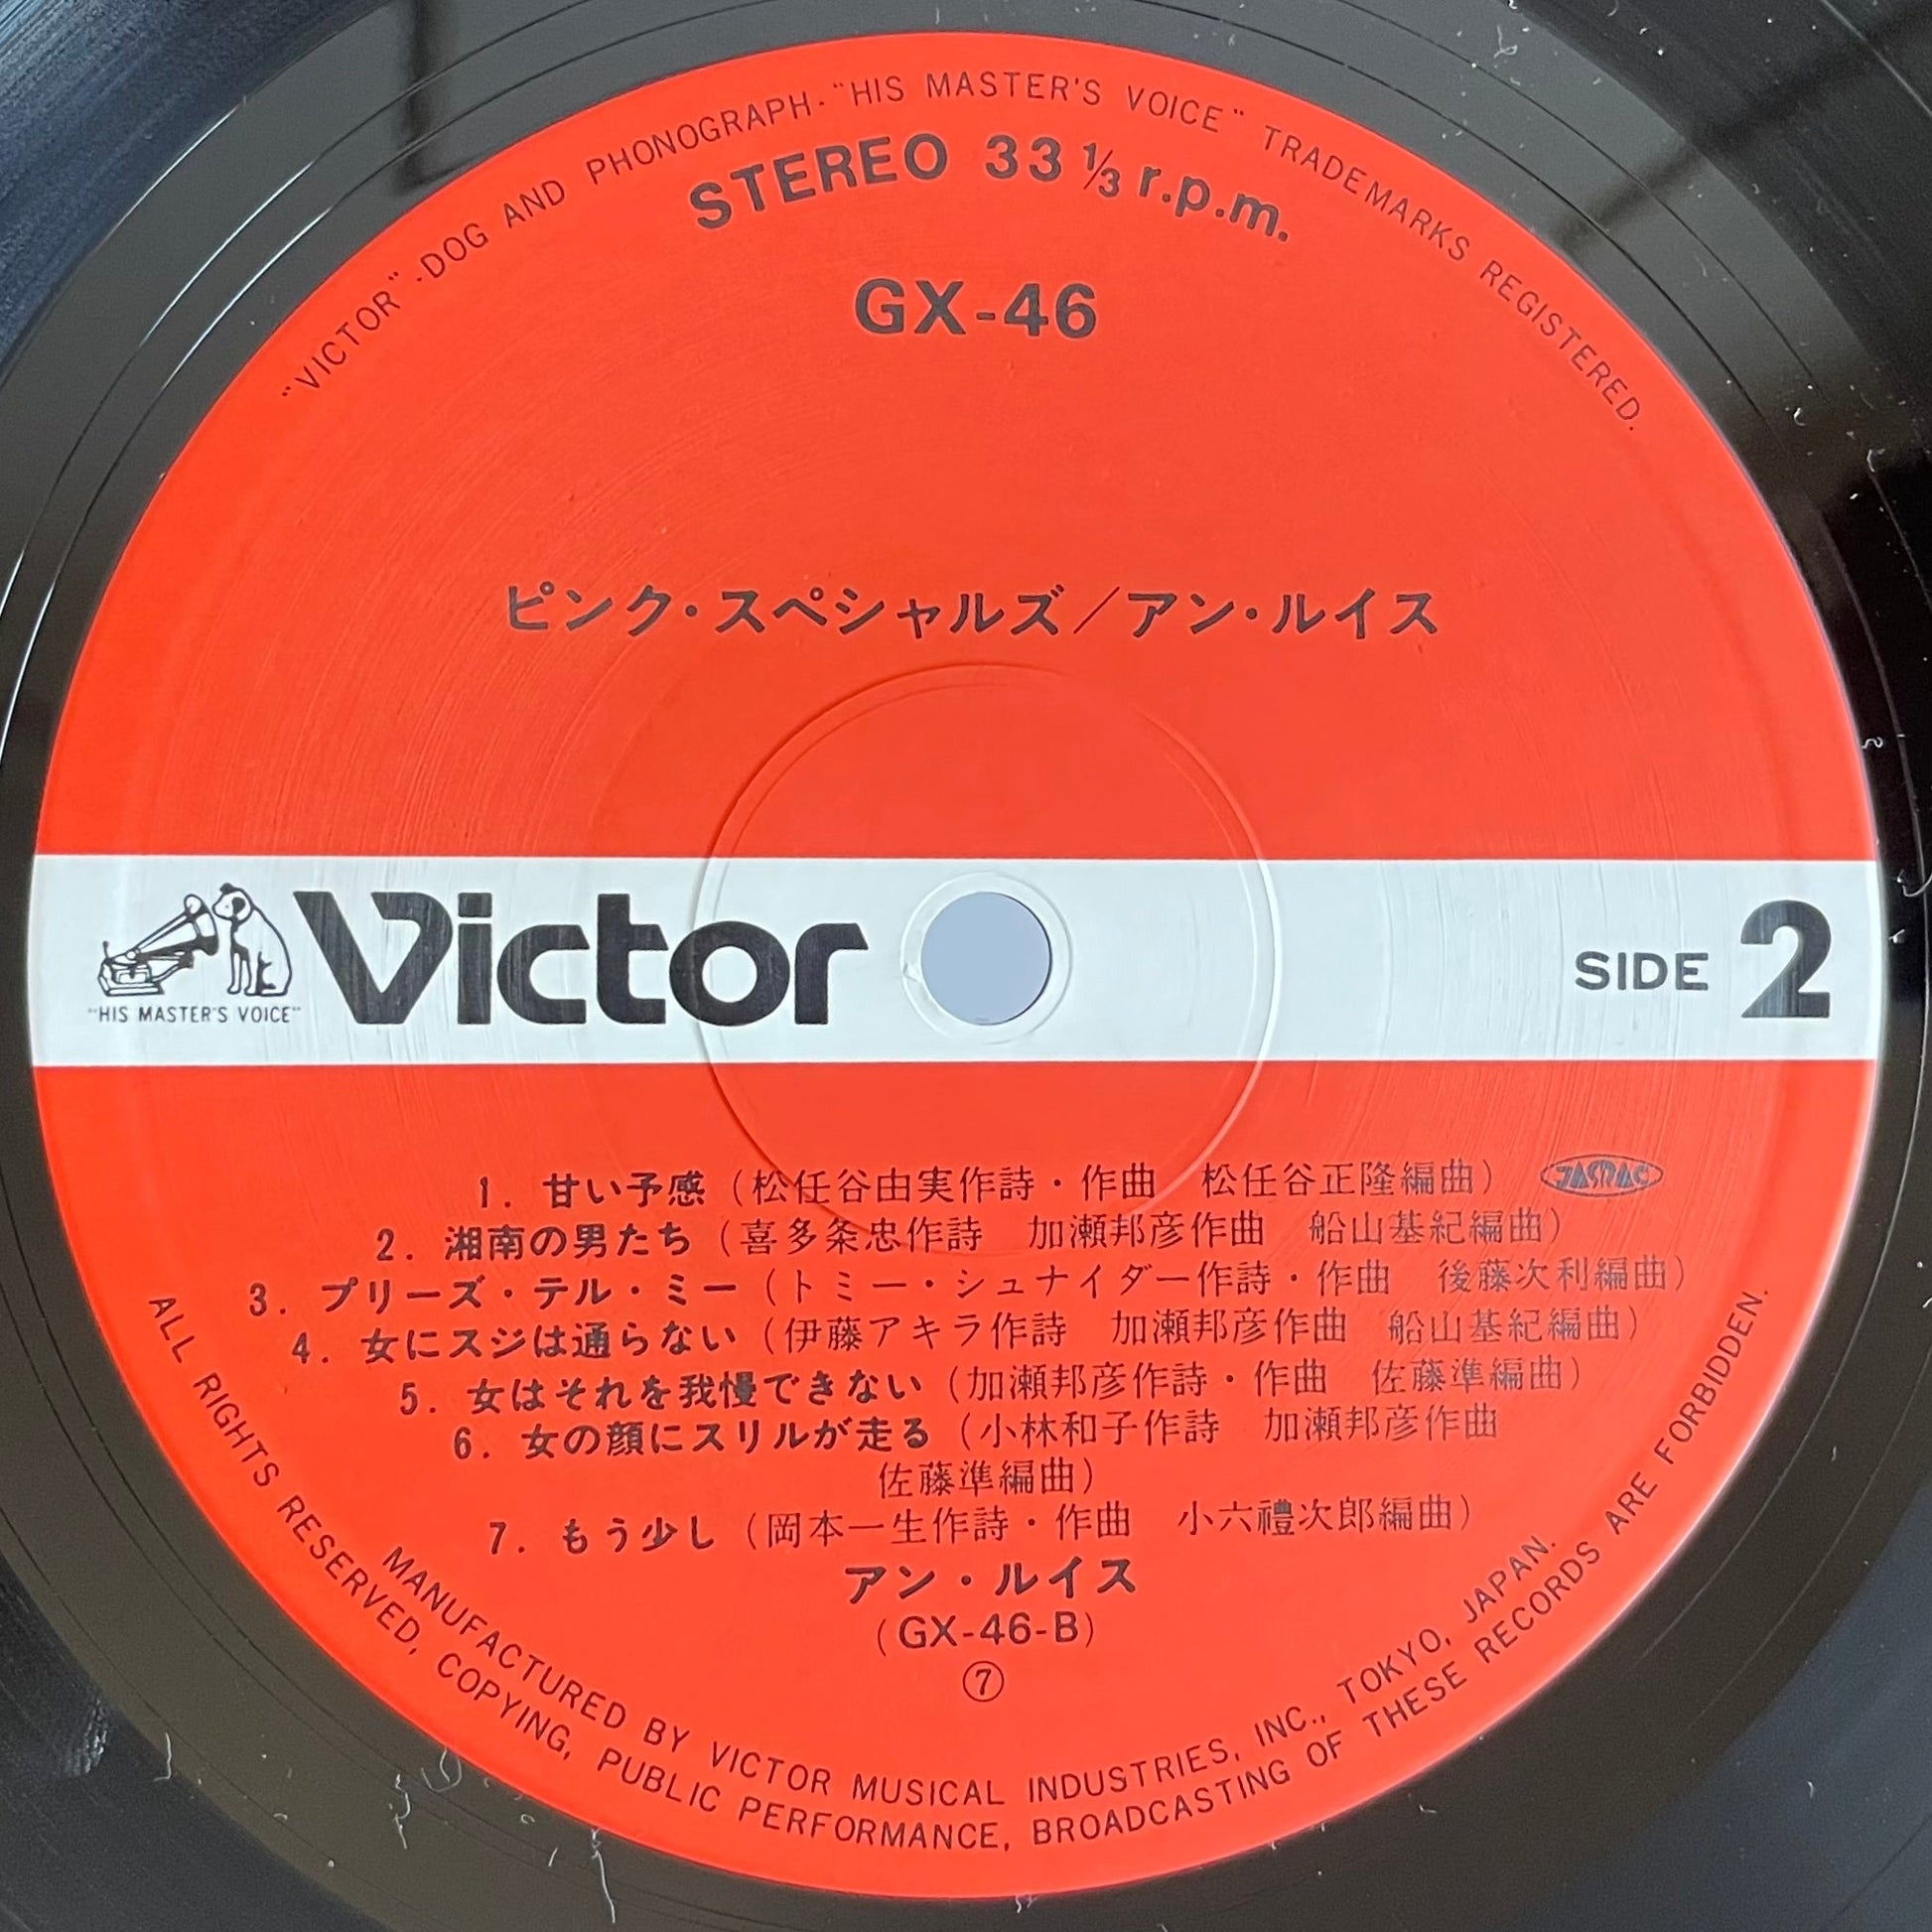 "VICTOR"-DOG AND PHONOGRAPH-"HIS MASTER'S VOICE" TRADEMARKS REGISTERED.
STEREO 33 1/3 r.p.m.
GX-46
ピンク・スペシャルズ/アン・ルイス
Victor
"HIS MASTER'S VOICE"
SIDE 2
1. 甘い予感 (松任谷由実作詩・作曲 松任谷正隆編曲) JASRAC
2. 湘南の男たち (喜多条忠作詩 加瀬邦彦作曲 船山基紀編曲)
3. プリーズ・テル・ミー (トミー・シュナイダー作詩・作曲 後藤次利編曲)
4. 女にスジは通らない (伊藤アキラ作詩 加瀬邦彦作曲 船山基紀編曲)
5. 女はそれを我慢できない (加瀬邦彦作詩・作曲 佐藤準編曲)
6. 女の顔にスリルが走る (小林和子作詩 加瀬邦彦作曲
佐藤準編曲)
7. もう少し (岡本一生作詩・作曲 小六禮次郎編曲)
アン・ルイス
(GX-46-B)
⑦
MANUFACTURED BY VICTOR MUSICAL INDUSTRIES, INC., TOKYO, JAPAN.
ALL RIGHTS RESERVED, COPYING, PUBLIC PERFORMANCE, BROADCASTING OF THESE RECORDS ARE FORBIDDEN.